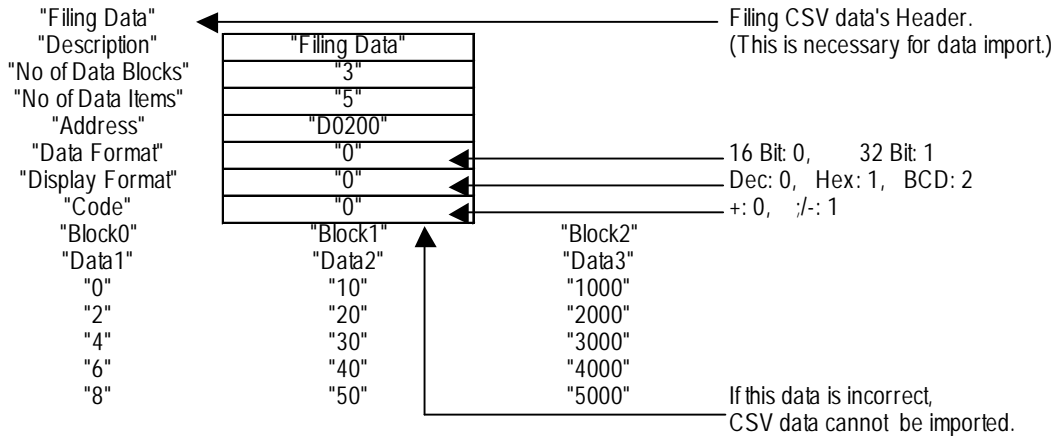 "Filing Data" Filing CSV data's Header.
"Description" "Filing Data" (This is necessary for data import.)
"No of Data Blocks" "3"
"No of Data Items" "5"
"Address" "D0200"
"Data Format" "0" 16 Bit: 0, 32 Bit: 1
"Display Format" "0" Dec: 0, Hex: 1, BCD: 2
"Code" "0" +: 0, ;/-: 1
"Block0" "Block1" "Block2"
"Data1" "Data2" "Data3"
"0" "10" "1000"
"2" "20" "2000"
"4" "30" "3000"
"6" "40" "4000"
"8" "50" "5000" If this data is incorrect,
CSV data cannot be imported.